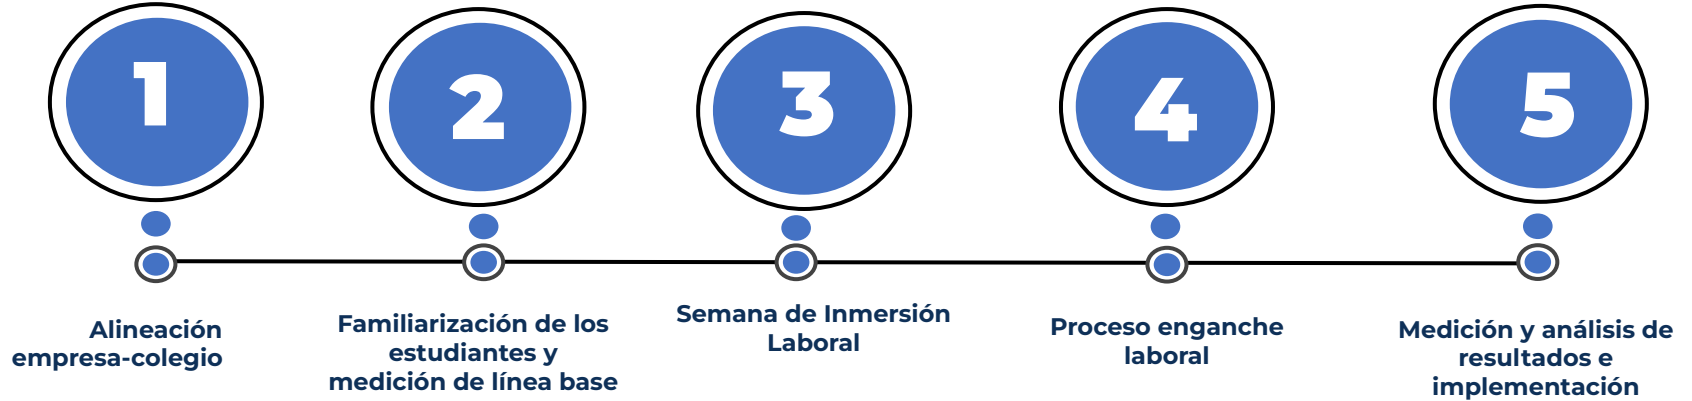 1
2
3
4
5
Alineación
empresa-colegio
Familiarización de los
estudiantes y
medición de línea base
Semana de Inmersión
Laboral
Proceso enganche
laboral
Medición y análisis de
resultados e
implementación